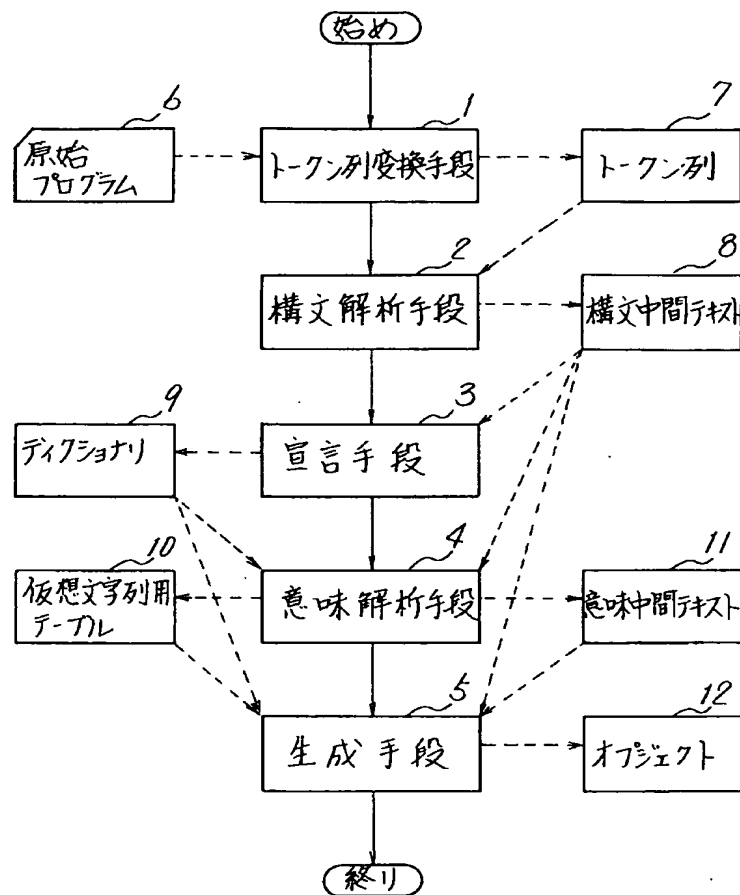 始め
6
1
7
原始
プログラム
トークン列変換手段
トークン列
2
8
構文解析手段
構文中間テキスト
9
3
ディクショナリ
宣言手段
10
4
11
仮想文字列用
テーブル
意味解析手段
意味中間テキスト
5
12
生成手段
オブジェクト
終り